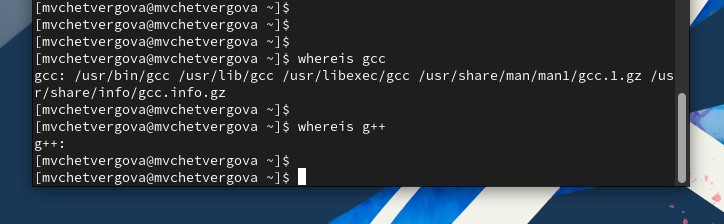 [mvchetvergova@mvchetvergova ~]$
[mvchetvergova@mvchetvergova ~]$
[mvchetvergova@mvchetvergova ~]$
[mvchetvergova@mvchetvergova ~]$ whereis gcc
gcc: /usr/bin/gcc /usr/lib/gcc /usr/libexec/gcc /usr/share/man/man1/gcc.1.gz /us
r/share/info/gcc.info.gz
[mvchetvergova@mvchetvergova ~]$
[mvchetvergova@mvchetvergova ~]$ whereis g++
g++:
[mvchetvergova@mvchetvergova ~]$
[mvchetvergova@mvchetvergova ~]$